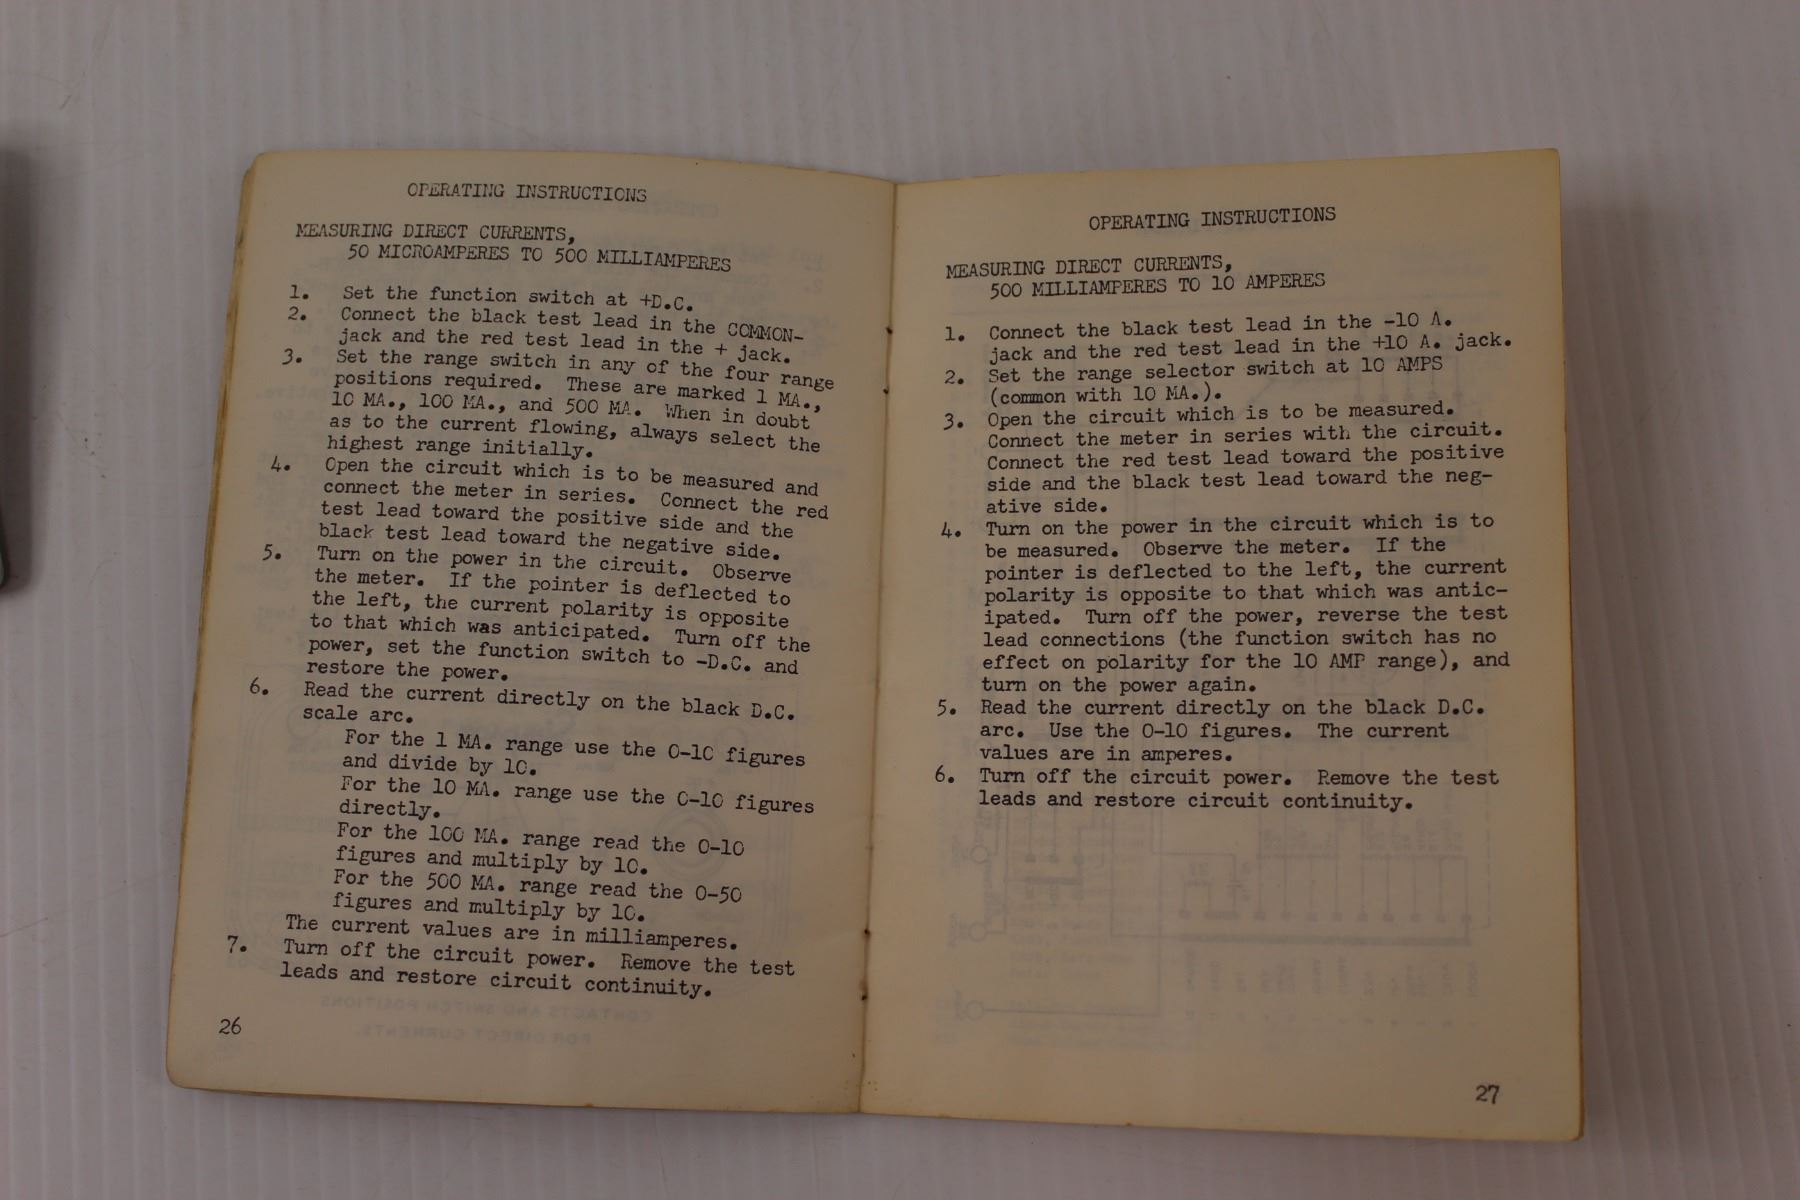 OPERATING INSTRUCTIONS
MEASURING DIRECT CURRENTS,
50 MICROAMPERES TO 500 MILLIAMPERES
1. Set the function switch at +D.C.
2. Connect the black test lead in the COMMON-
jack and the red test lead in the + jack.
3. Set the range switch in any of the four range
positions required. These are marked 1 MA.,
10 MA., 100 MA., and 500 MA. When in doubt
as to the current flowing, always select the
highest range initially.
4. Open the circuit which is to be measured and
connect the meter in series. Connect the red
test lead toward the positive side and the
black test lead toward the negative side.
5. Turn on the power in the circuit. Observe
the meter. If the pointer is deflected to
the left, the current polarity is opposite
to that which was anticipated. Turn off the
power, set the function switch to -D.C. and
restore the power.
6. Read the current directly on the black D.C.
scale arc.
For the 1 MA. range use the 0-10 figures
and divide by 10.
For the 10 MA. range use the 0-10 figures
directly.
For the 100 MA. range read the 0-10
figures and multiply by 10.
For the 500 MA. range read the 0-50
figures and multiply by 10.
The current values are in milliamperes.
7. Turn off the circuit power. Remove the test
leads and restore circuit continuity.
26
OPERATING INSTRUCTIONS
MEASURING DIRECT CURRENTS,
500 MILLIAMPERES TO 10 AMPERES
1. Connect the black test lead in the -10 A.
jack and the red test lead in the +10 A. jack.
2. Set the range selector switch at 10 AMPS
(common with 10 MA.).
3. Open the circuit which is to be measured.
Connect the meter in series with the circuit.
Connect the red test lead toward the positive
side and the black test lead toward the neg-
ative side.
4. Turn on the power in the circuit which is to
be measured. Observe the meter. If the
pointer is deflected to the left, the current
polarity is opposite to that which was antic-
ipated. Turn off the power, reverse the test
lead connections (the function switch has no
effect on polarity for the 10 AMP range), and
turn on the power again.
5. Read the current directly on the black D.C.
arc. Use the 0-10 figures. The current
values are in amperes.
6. Turn off the circuit power. Remove the test
leads and restore circuit continuity.
27